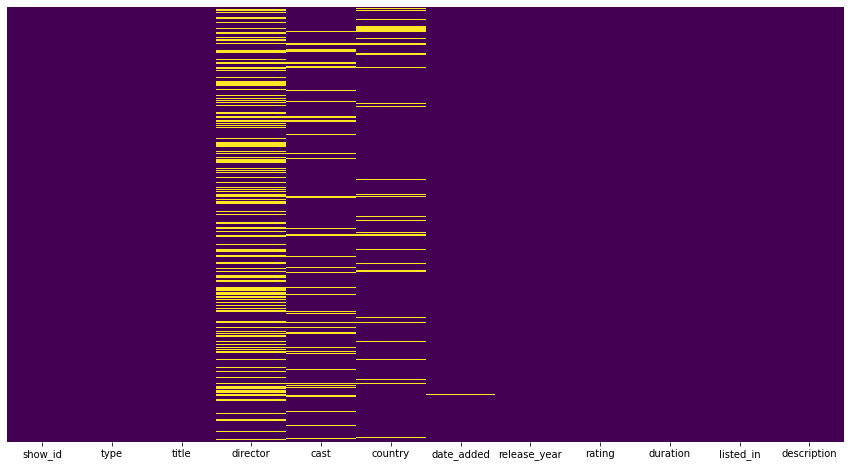 show_id type title director cast country date_added release_year rating duration listed_in description